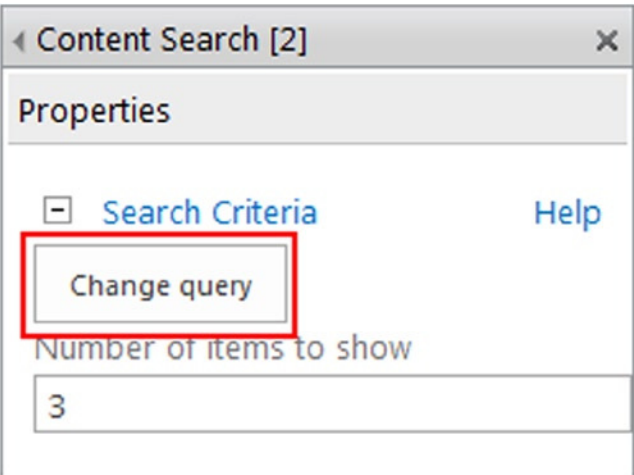 Content Search [2]
Properties
Search Criteria Help
Change query
Number of items to show
3